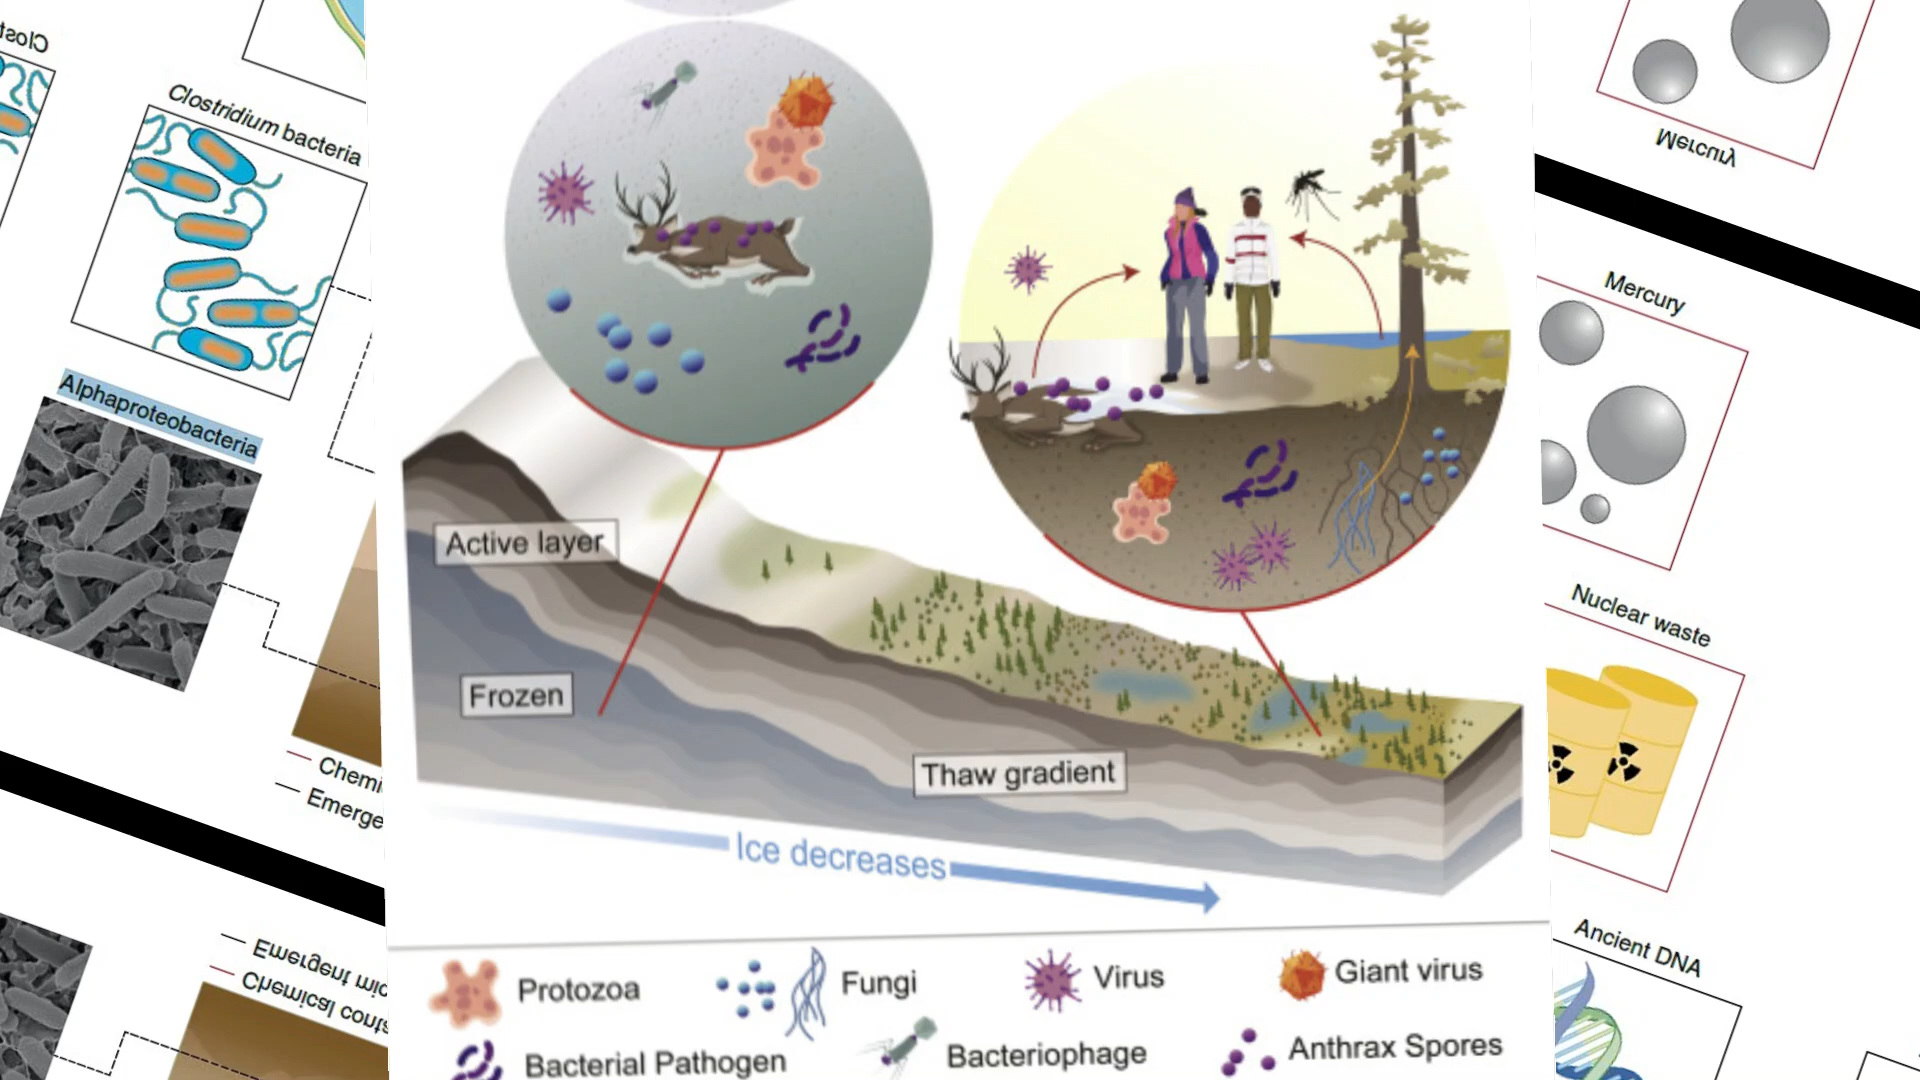 Clostridium bacteria
Alphaproteobacteria
Active layer
Frozen
Thaw gradient
Ice decreases
Protozoa
Fungi
Virus
Giant virus
Bacterial Pathogen
Bacteriophage
Anthrax Spores
Mercury
Mercury
Nuclear waste
Ancient DNA